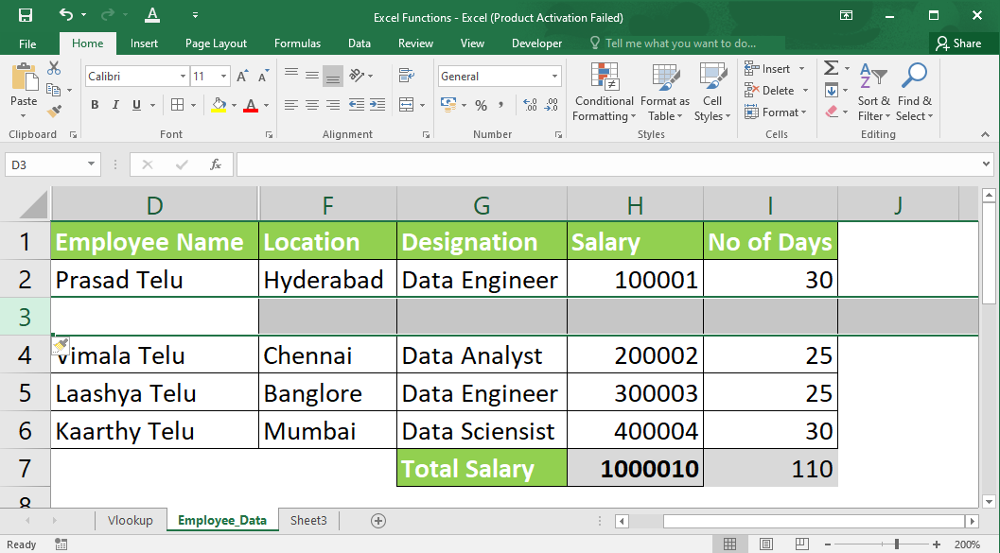 A
Excel Functions - Excel (Product Activation Failed)
File Home Insert Page Layout Formulas Data Review View Developer Tell me what you want to do... Share
Paste
Calibri 11 A A
B I U A
General
% ,
.0 .00
.00 .0
Conditional Formatting
Format as Table
Cell Styles
Insert
Delete
Format
Σ
A
Z
Sort & Filter
Find & Select
Clipboard Font Alignment Number Styles Cells Editing
D3 fx
D F G H I J
1 Employee Name Location Designation Salary No of Days
2 Prasad Telu Hyderabad Data Engineer 100001 30
3
4 Vimala Telu Chennai Data Analyst 200002 25
5 Laashya Telu Banglore Data Engineer 300003 25
6 Kaarthy Telu Mumbai Data Sciensist 400004 30
7 Total Salary 1000010 110
8
Vlookup Employee_Data Sheet3
Ready 200%